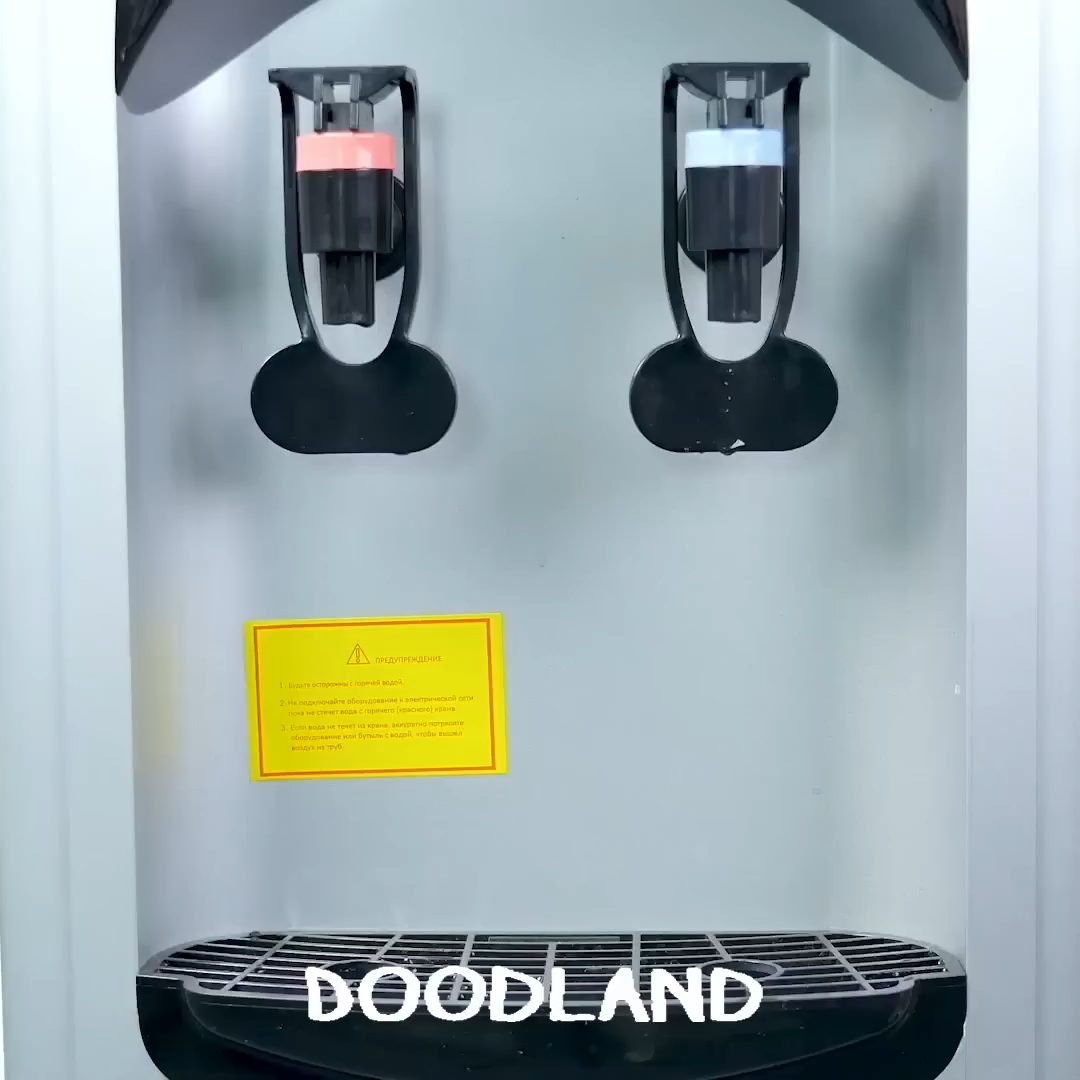 ПРЕДУПРЕЖДЕНИЕ
1. Будьте осторожны с горячей водой.
2. Не подключайте оборудование к электрической сети
пока не стечет вода с горячего (красного) крана.
3. Если вода не течет из крана, аккуратно потрясите
оборудование или бутыль с водой, чтобы вышел
воздух из труб.
DOODLAND